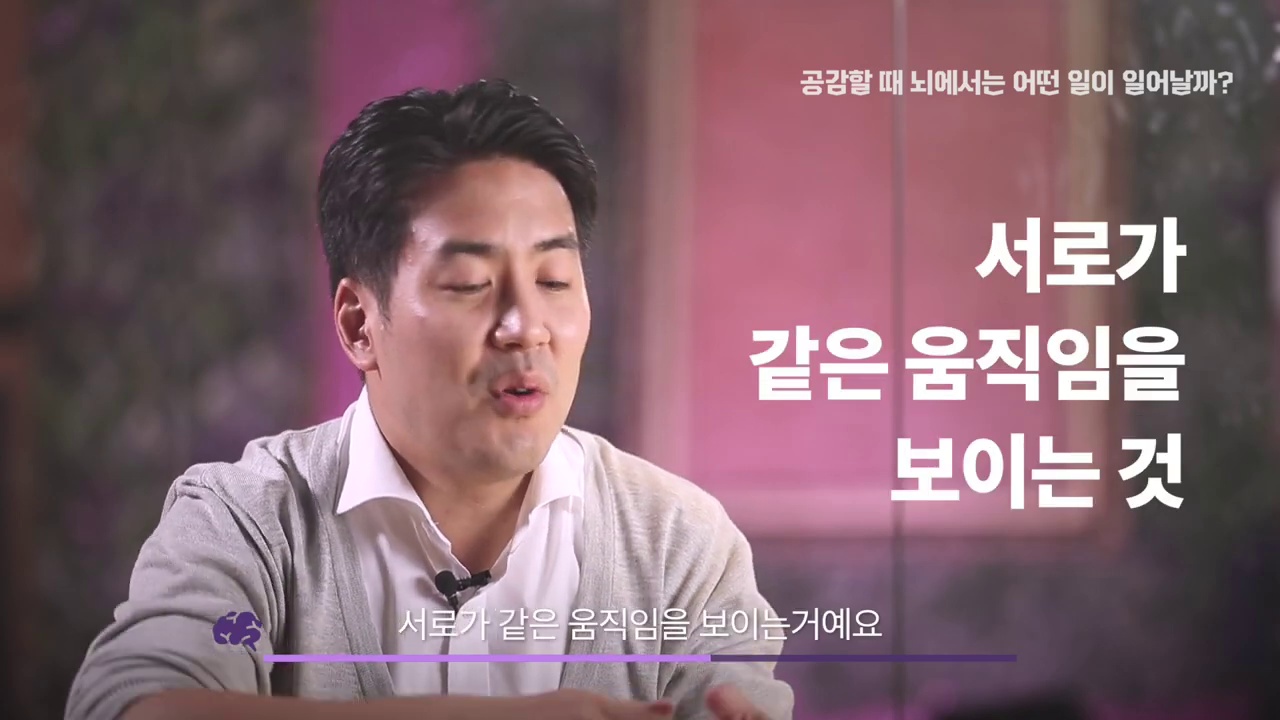 공감할 때 뇌에서는 어떤 일이 일어날까?
서로가
같은 움직임을
보이는 것
서로가 같은 움직임을 보이는거예요